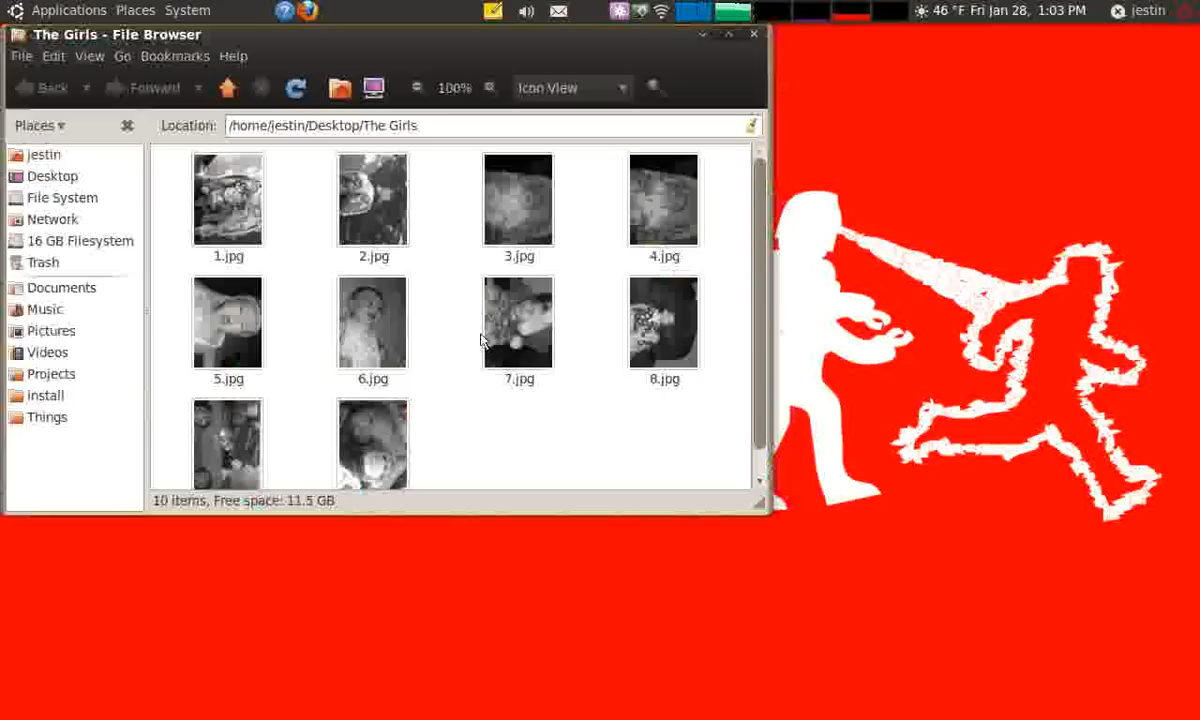 Applications Places System
46 °F Fri Jan 28, 1:03 PM jestin
The Girls - File Browser
File Edit View Go Bookmarks Help
Back Forward 100% Icon View
Places Location: /home/jestin/Desktop/The Girls
jestin
Desktop
File System
Network
16 GB Filesystem
Trash
Documents
Music
Pictures
Videos
Projects
install
Things
1.jpg 2.jpg 3.jpg 4.jpg
5.jpg 6.jpg 7.jpg 8.jpg
10 items, Free space: 11.5 GB